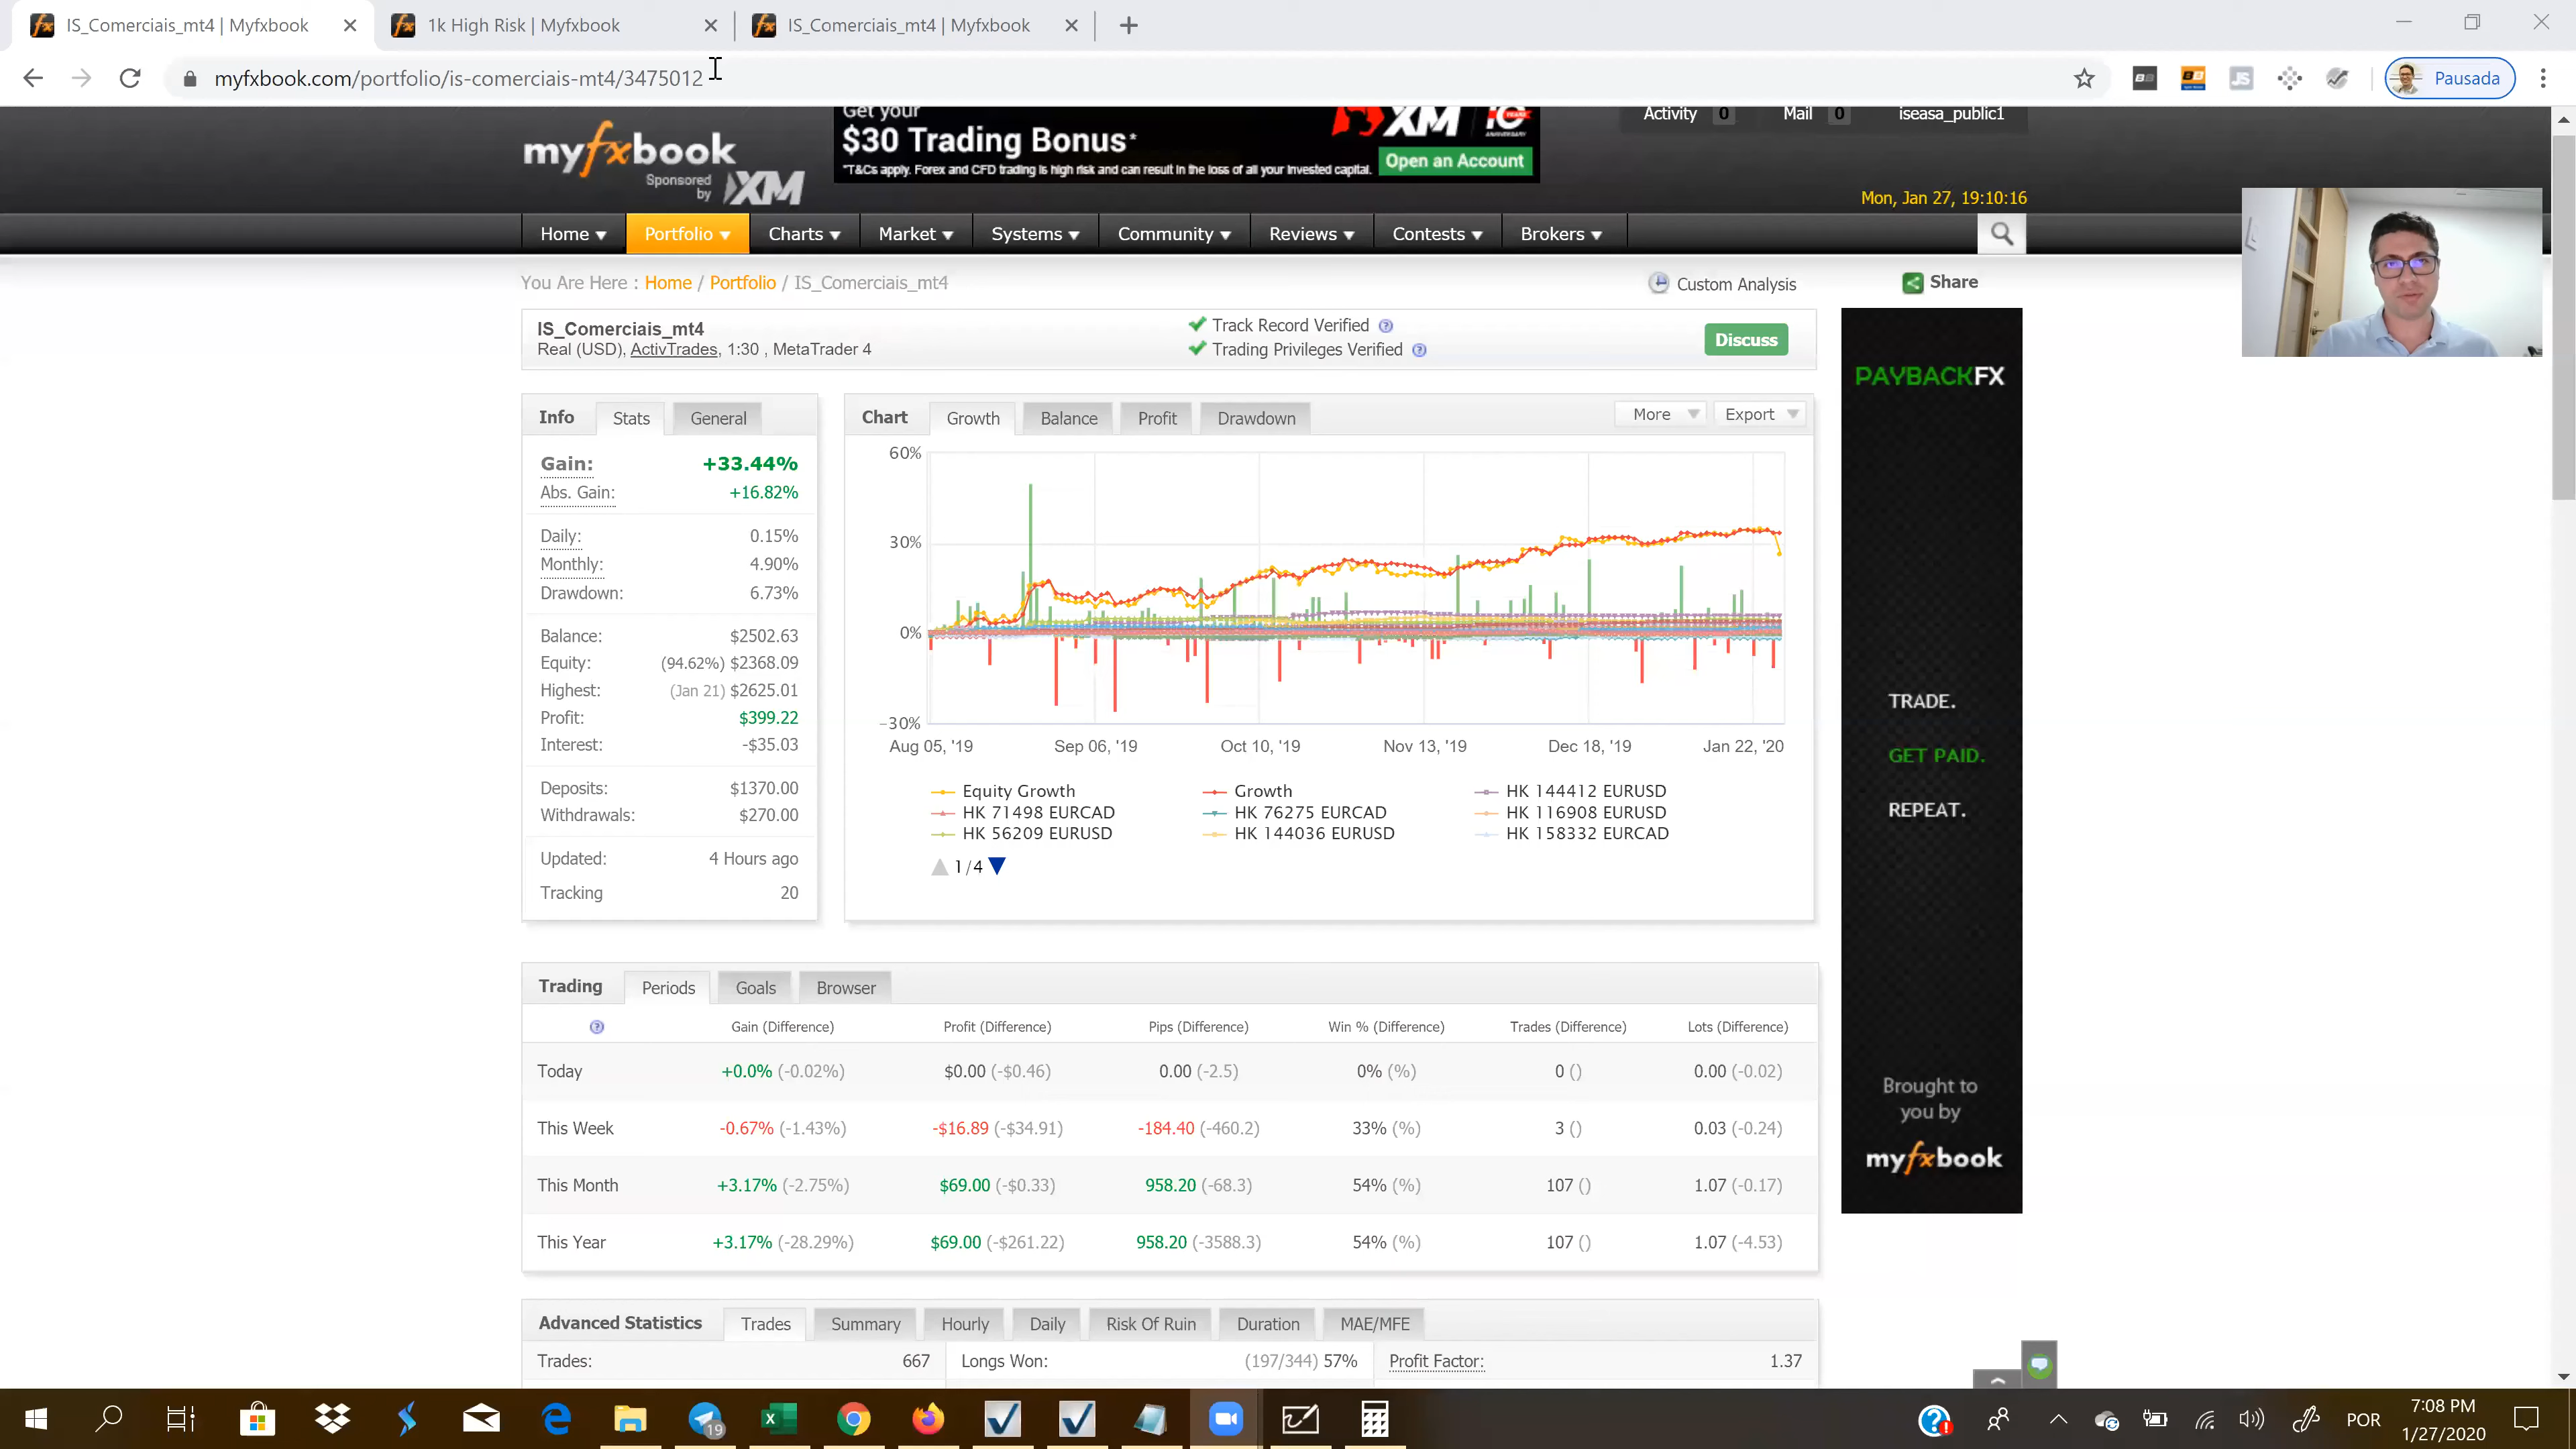 IS_Comerciais_mt4 | Myfxbook
1k High Risk | Myfxbook
IS_Comerciais_mt4 | Myfxbook
myfxbook.com/portfolio/is-comerciais-mt4/3475012
Pausada
myfxbook
Sponsored by XM
Get your
$30 Trading Bonus*
*T&Cs apply. Forex and CFD trading is high risk and can result in the loss of all your invested capital.
XM
Open an Account
Activity 0 Mail 0 iseasa_public1
Mon, Jan 27, 19:10:16
Home Portfolio Charts Market Systems Community Reviews Contests Brokers
You Are Here : Home / Portfolio / IS_Comerciais_mt4
Custom Analysis
Share
IS_Comerciais_mt4
Real (USD), ActivTrades, 1:30 , MetaTrader 4
Track Record Verified
Trading Privileges Verified
Discuss
Info Stats General
Gain: +33.44%
Abs. Gain: +16.82%
Daily: 0.15%
Monthly: 4.90%
Drawdown: 6.73%
Balance: $2502.63
Equity: (94.62%) $2368.09
Highest: (Jan 21) $2625.01
Profit: $399.22
Interest: -$35.03
Deposits: $1370.00
Withdrawals: $270.00
Updated: 4 Hours ago
Tracking 20
Chart Growth Balance Profit Drawdown More Export
60%
30%
0%
-30%
Aug 05, '19 Sep 06, '19 Oct 10, '19 Nov 13, '19 Dec 18, '19 Jan 22, '20
Equity Growth Growth HK 144412 EURUSD
HK 71498 EURCAD HK 76275 EURCAD HK 116908 EURUSD
HK 56209 EURUSD HK 144036 EURUSD HK 158332 EURCAD
1/4
PAYBACKFX
TRADE.
GET PAID.
REPEAT.
Brought to
you by
myfxbook
Trading Periods Goals Browser
Gain (Difference) Profit (Difference) Pips (Difference) Win % (Difference) Trades (Difference) Lots (Difference)
Today +0.0% (-0.02%) $0.00 (-$0.46) 0.00 (-2.5) 0% (%) 0 () 0.00 (-0.02)
This Week -0.67% (-1.43%) -$16.89 (-$34.91) -184.40 (-460.2) 33% (%) 3 () 0.03 (-0.24)
This Month +3.17% (-2.75%) $69.00 (-$0.33) 958.20 (-68.3) 54% (%) 107 () 1.07 (-0.17)
This Year +3.17% (-28.29%) $69.00 (-$261.22) 958.20 (-3588.3) 54% (%) 107 () 1.07 (-4.53)
Advanced Statistics Trades Summary Hourly Daily Risk Of Ruin Duration MAE/MFE
Trades: 667 Longs Won: (197/344) 57% Profit Factor: 1.37
19
POR
7:08 PM
1/27/2020